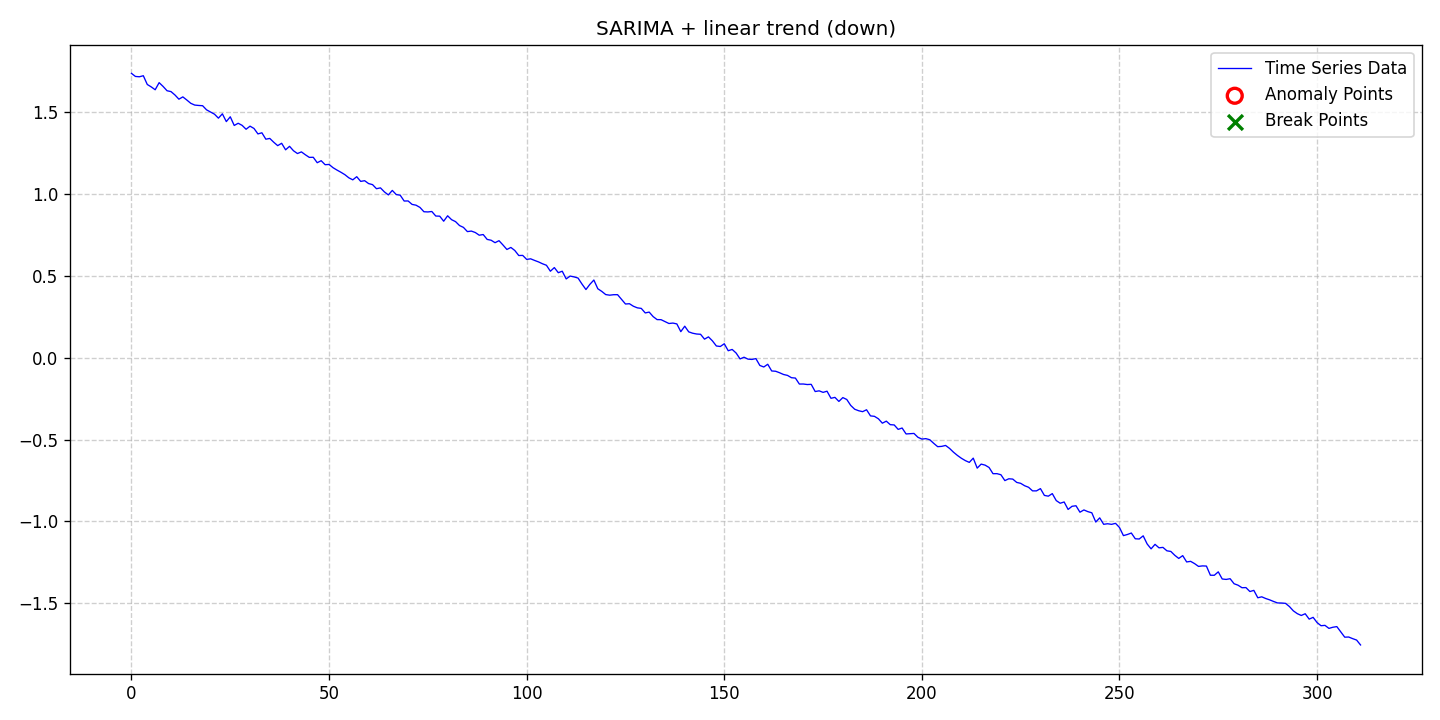 SARIMA + linear trend (down)
Time Series Data
Anomaly Points
Break Points
1.5
1.0
0.5
0.0
−0.5
−1.0
−1.5
0 50 100 150 200 250 300